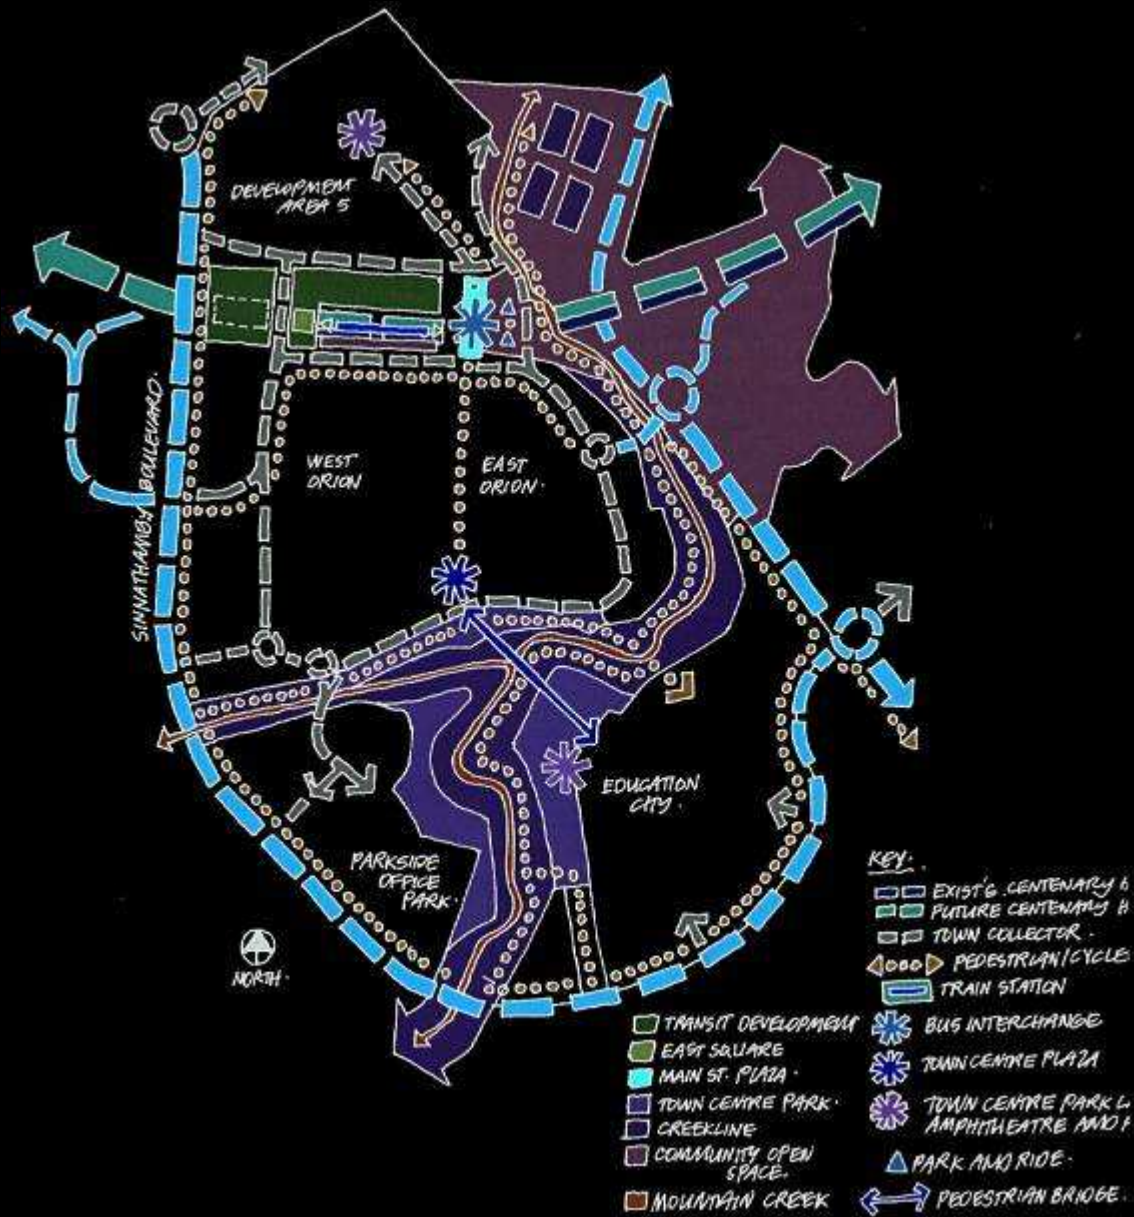 DEVELOPMENT
AREA 5
SINNATHAMBY BOULEVARD.
WEST
ORION
EAST
ORION.
EDUCATION
CITY.
PARKSIDE
OFFICE
PARK.
NORTH.
KEY.
EXIST'G. CENTENARY
FUTURE CENTENARY
TOWN COLLECTOR.
PEDESTRIAN/CYCLE
TRAIN STATION
BUS INTERCHANGE
TOWN CENTRE PLAZA
TOWN CENTRE PARK
AMPHITHEATRE AND
PARK AND RIDE.
PEDESTRIAN BRIDGE.
TRANSIT DEVELOPMENT
EAST SQUARE
MAIN ST. PLAZA.
TOWN CENTRE PARK.
CREEKLINE
COMMUNITY OPEN
SPACE.
MOUNTAIN CREEK